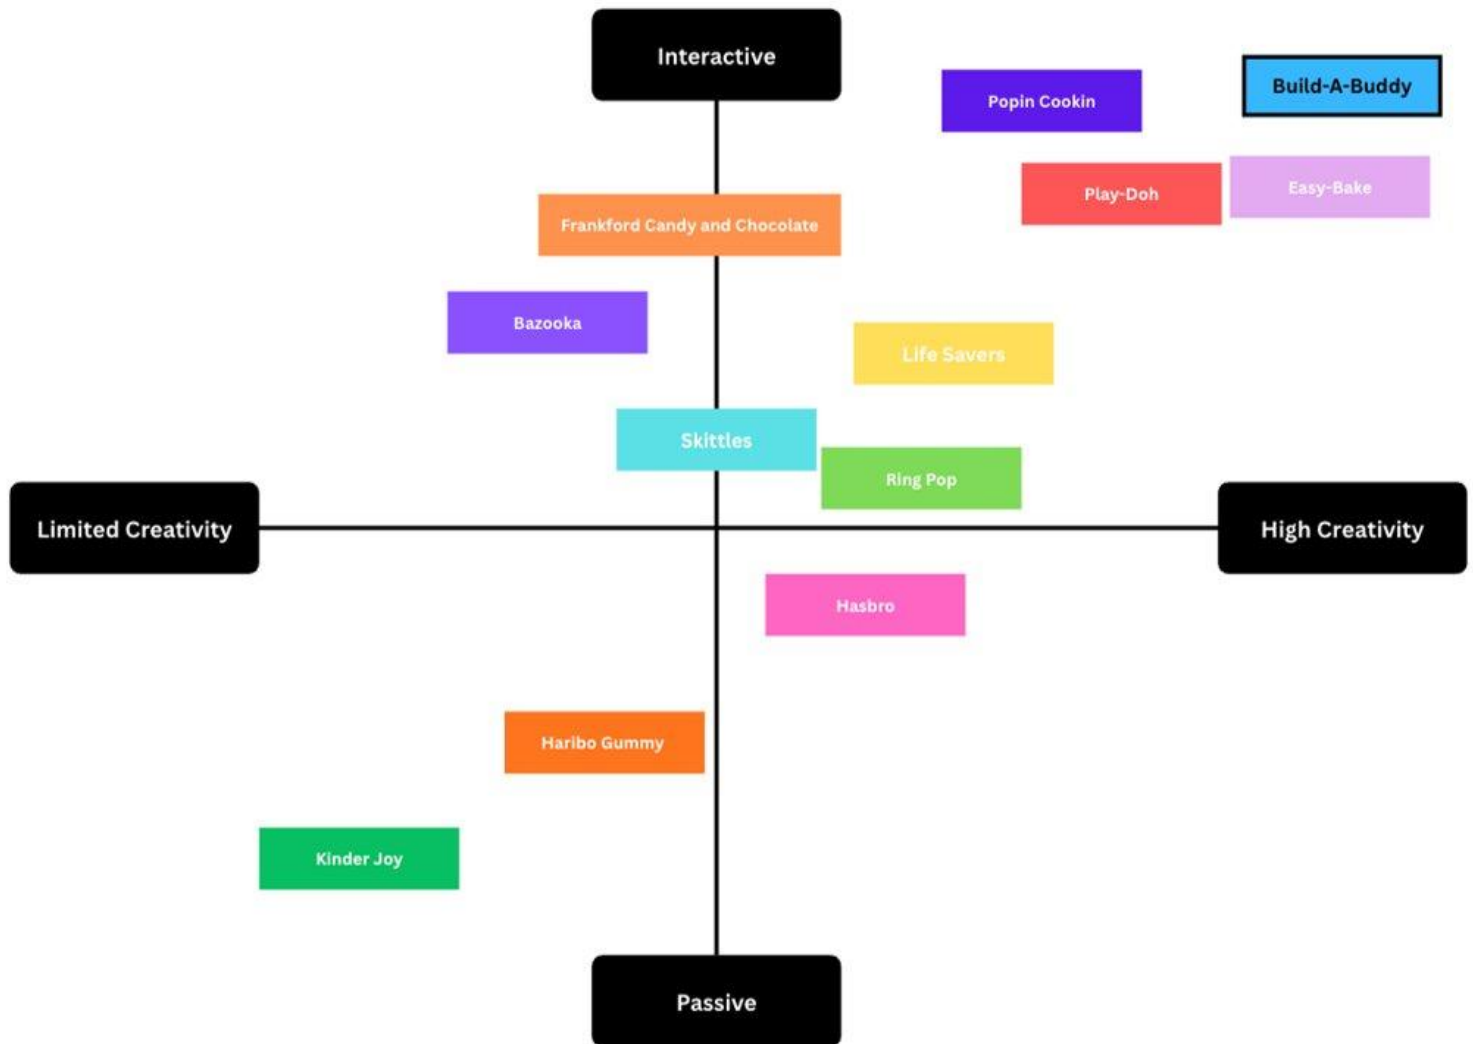 Interactive
Build-A-Buddy
Popin Cookin
Easy-Bake
Play-Doh
Frankford Candy and Chocolate
Bazooka
Life Savers
Skittles
Ring Pop
Limited Creativity
High Creativity
Hasbro
Haribo Gummy
Kinder Joy
Passive